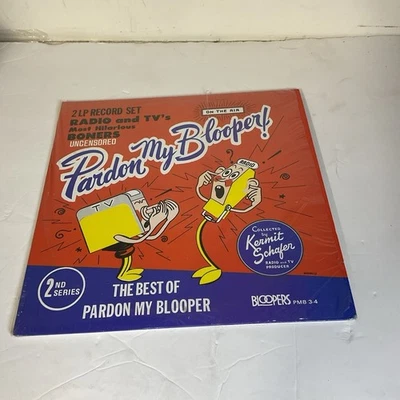 2 LP RECORD SET
ON THE AIR
RADIO and TV's
Most Hilarious
BONERS
UNCENSORED
Pardon My Blooper!
RADIO
TV
COLLECTED
by
Kermit
Schafer
RADIO and TV
PRODUCER
2ND
SERIES
THE BEST OF
PARDON MY BLOOPER
BLOOPERS PMB 3-4